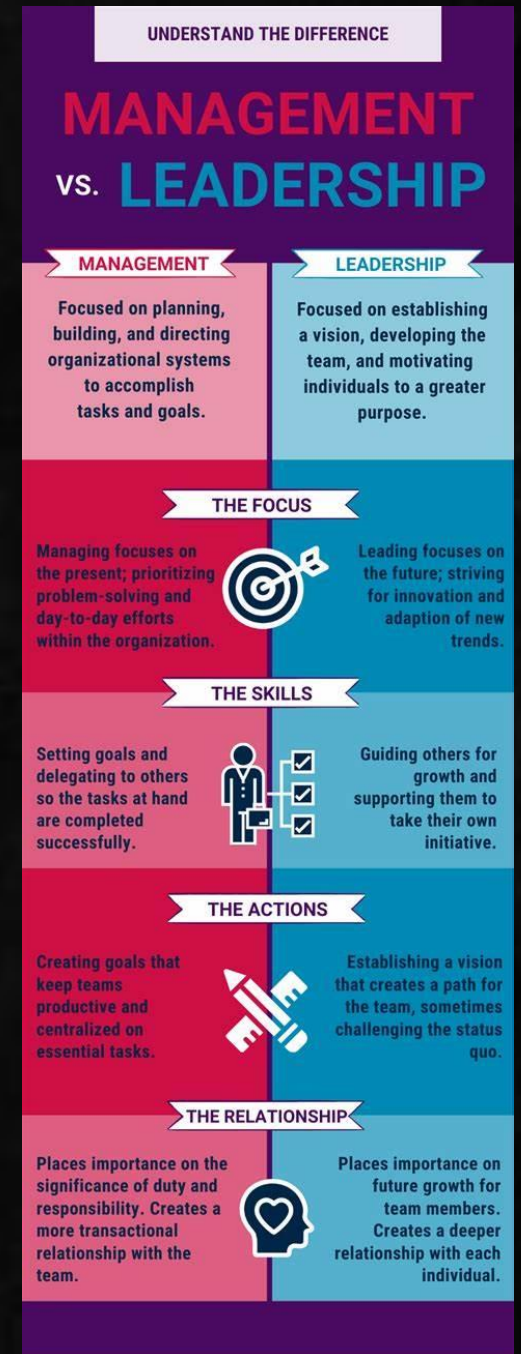 UNDERSTAND THE DIFFERENCE
MANAGEMENT
VS. LEADERSHIP
MANAGEMENT
Focused on planning,
building, and directing
organizational systems
to accomplish
tasks and goals.
LEADERSHIP
Focused on establishing
a vision, developing the
team, and motivating
individuals to a greater
purpose.
THE FOCUS
Managing focuses on
the present; prioritizing
problem-solving and
day-to-day efforts
within the organization.
Leading focuses on
the future; striving
for innovation and
adaption of new
trends.
THE SKILLS
Setting goals and
delegating to others
so the tasks at hand
are completed
successfully.
Guiding others for
growth and
supporting them to
take their own
initiative.
THE ACTIONS
Creating goals that
keep teams
productive and
centralized on
essential tasks.
Establishing a vision
that creates a path for
the team, sometimes
challenging the status
quo.
THE RELATIONSHIP
Places importance on the
significance of duty and
responsibility. Creates a
more transactional
relationship with the
team.
Places importance on
future growth for
team members.
Creates a deeper
relationship with each
individual.